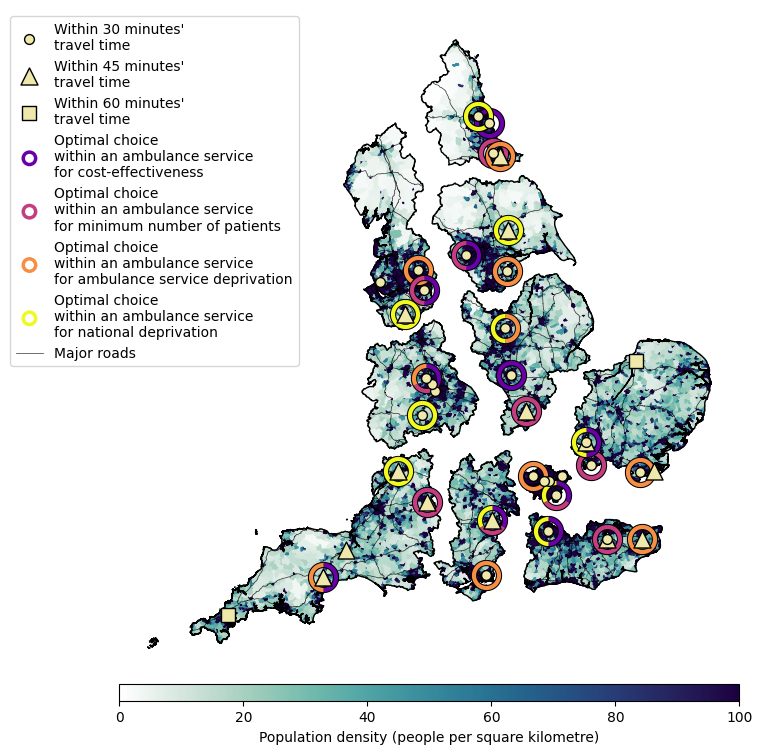 Within 30 minutes'
travel time
Within 45 minutes'
travel time
Within 60 minutes'
travel time
Optimal choice
within an ambulance service
for cost-effectiveness
Optimal choice
within an ambulance service
for minimum number of patients
Optimal choice
within an ambulance service
for ambulance service deprivation
Optimal choice
within an ambulance service
for national deprivation
Major roads
0 20 40 60 80 100
Population density (people per square kilometre)